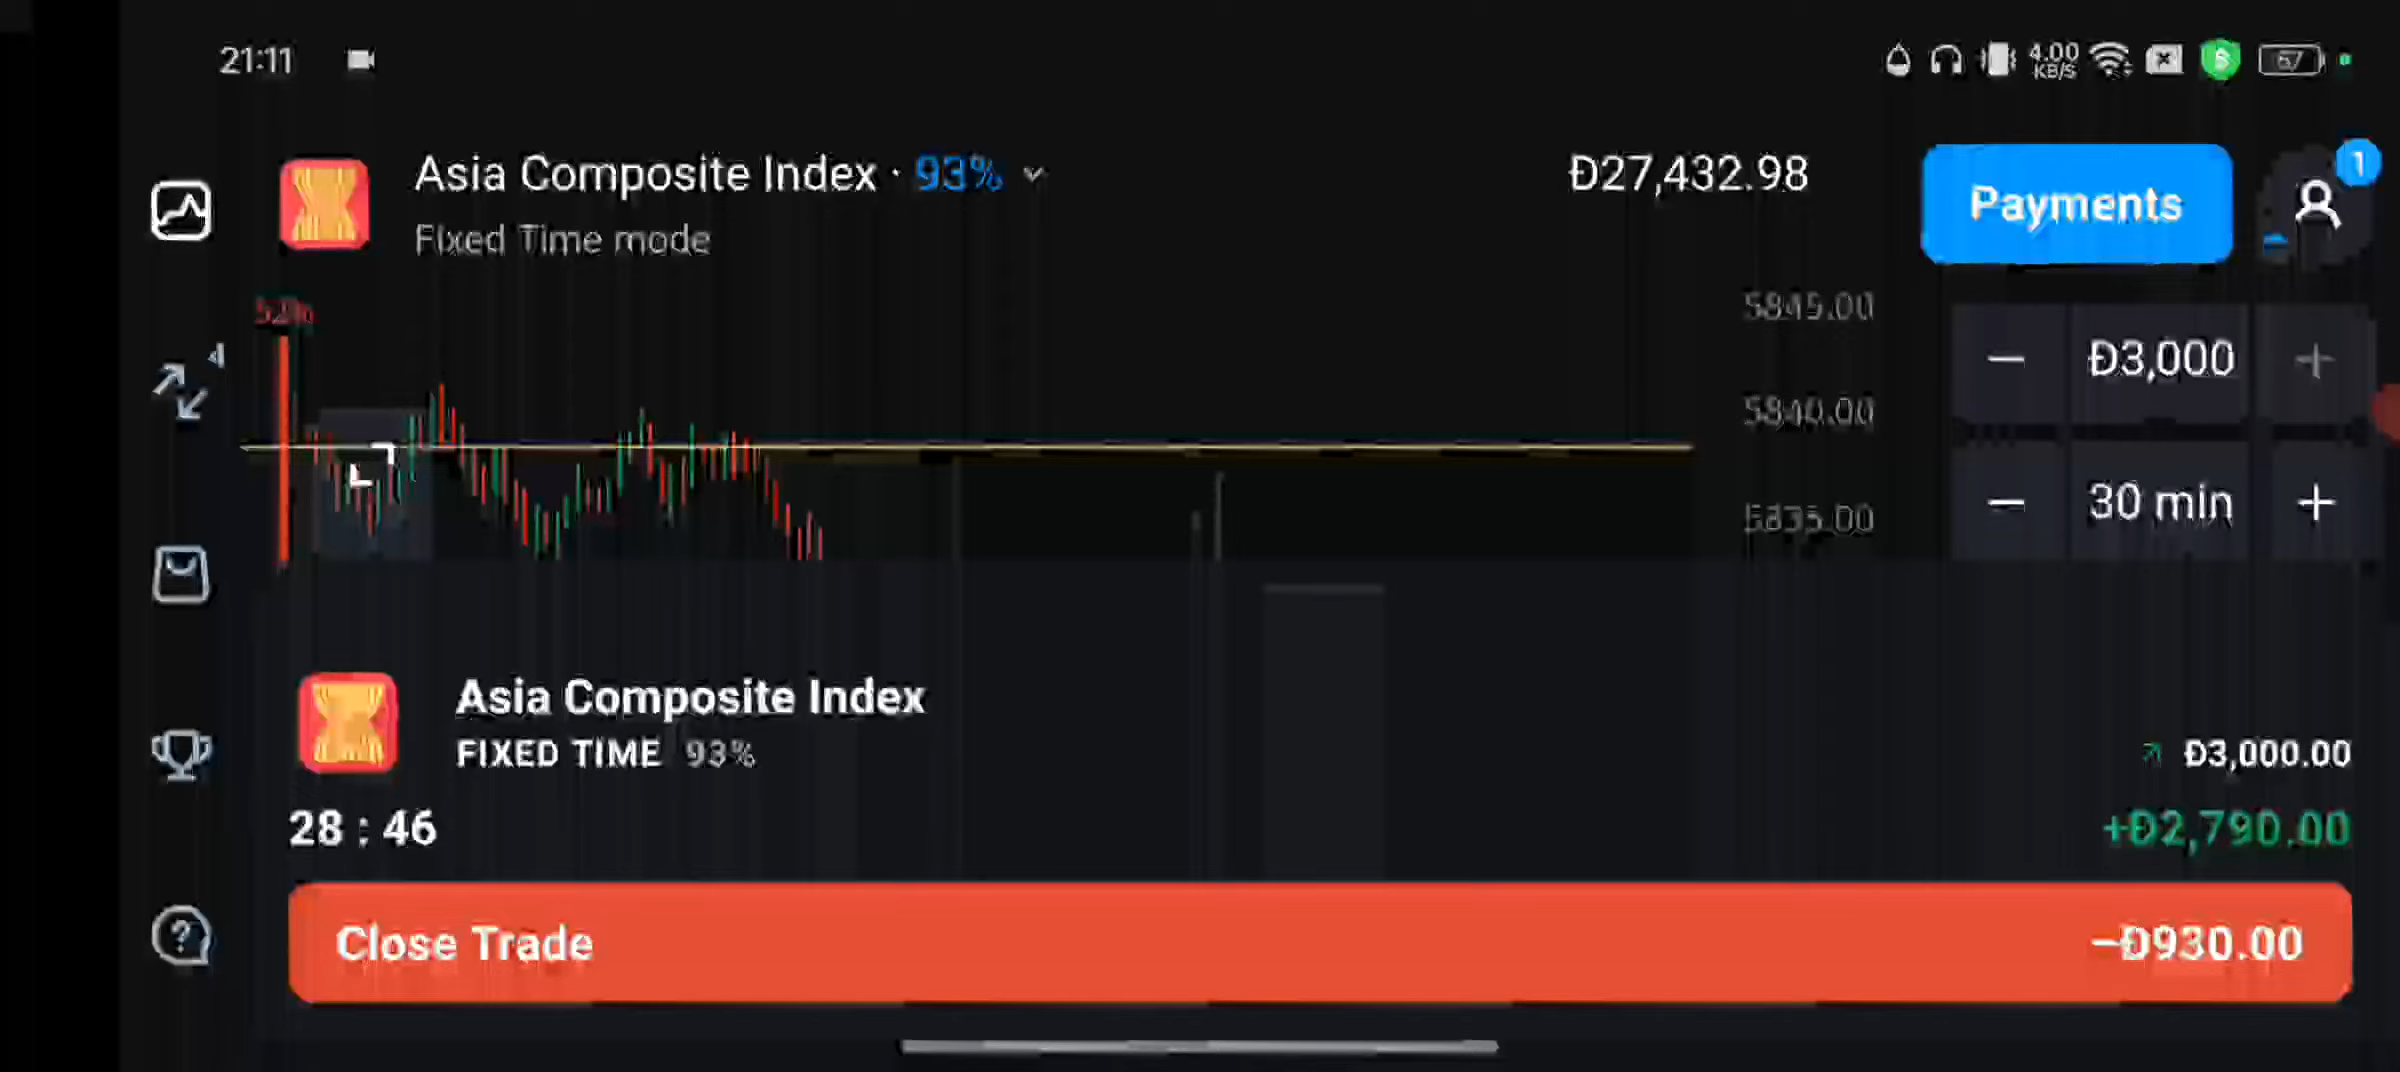 21:11
4.00
KB/S
67
Asia Composite Index · 93%
Đ27,432.98
Payments
1
Fixed Time mode
52%
5845.00
Đ3,000
5840.00
30 min
5835.00
Asia Composite Index
FIXED TIME 93%
Đ3,000.00
28 : 46
+Đ2,790.00
Close Trade
−Đ930.00